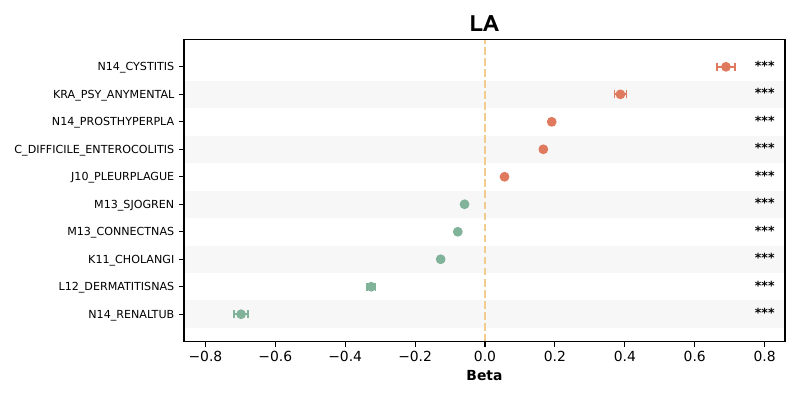 LA
N14_CYSTITIS ***
KRA_PSY_ANYMENTAL ***
N14_PROSTHYPERPLA ***
C_DIFFICILE_ENTEROCOLITIS ***
J10_PLEURPLAGUE ***
M13_SJOGREN ***
M13_CONNECTNAS ***
K11_CHOLANGI ***
L12_DERMATITISNAS ***
N14_RENALTUB ***
−0.8 −0.6 −0.4 −0.2 0.0 0.2 0.4 0.6 0.8
Beta